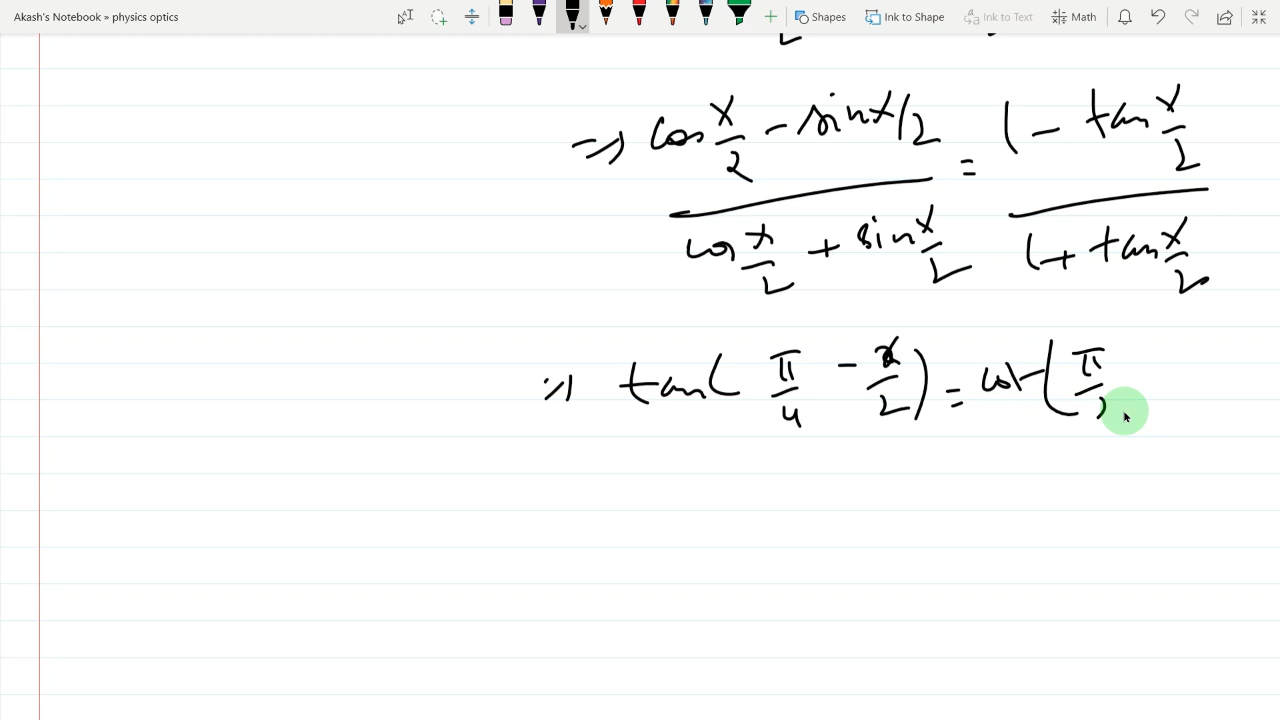 Akash's Notebook » physics optics
Shapes
Ink to Shape
Ink to Text
Math
=> cos x/2 - sin x/2 = 1 - tan x/2
cos x/2 + sin x/2 1 + tan x/2
=> tan( π/4 - x/2 ) = cot( π/2